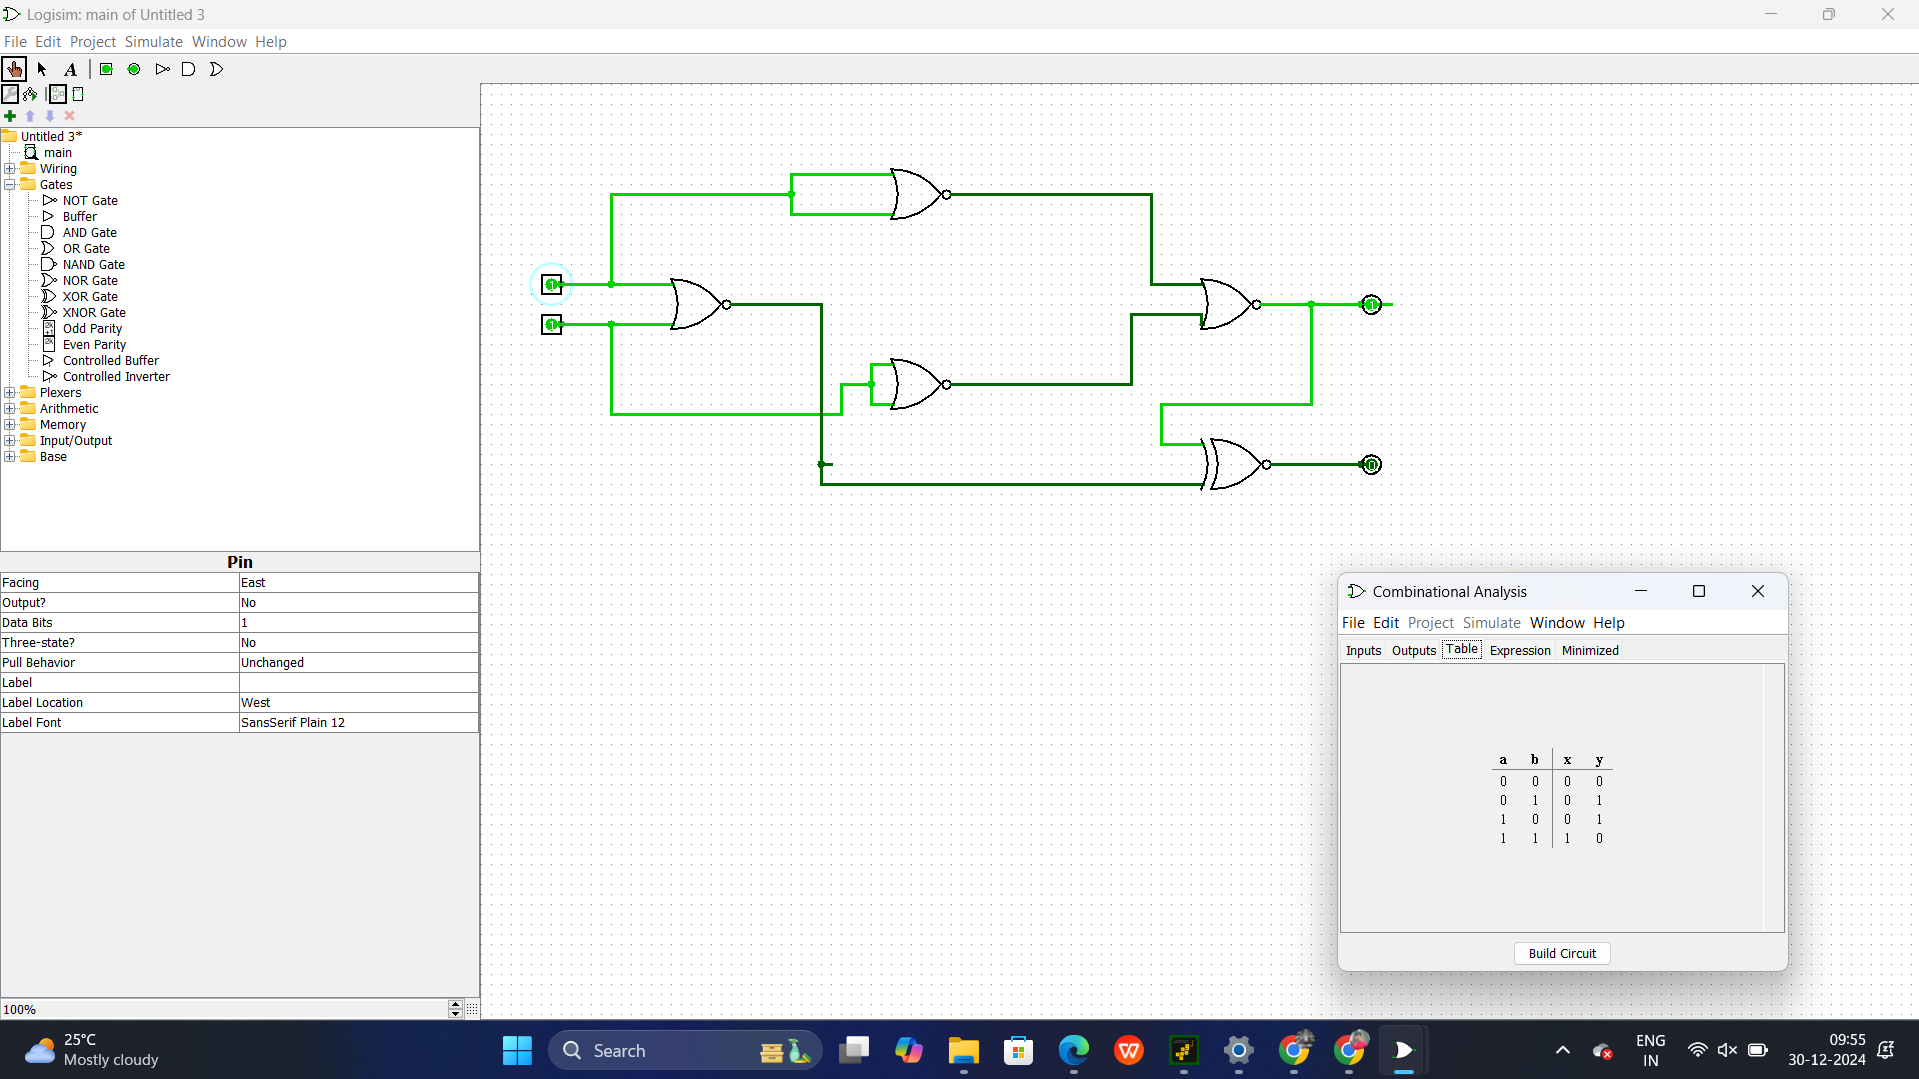 Logisim: main of Untitled 3
File Edit Project Simulate Window Help
A
Untitled 3*
main
Wiring
Gates
NOT Gate
Buffer
AND Gate
OR Gate
NAND Gate
NOR Gate
XOR Gate
XNOR Gate
Odd Parity
Even Parity
Controlled Buffer
Controlled Inverter
Plexers
Arithmetic
Memory
Input/Output
Base
Pin
Facing East
Output? No
Data Bits 1
Three-state? No
Pull Behavior Unchanged
Label
Label Location West
Label Font SansSerif Plain 12
100%
1
1
1
0
Combinational Analysis
File Edit Project Simulate Window Help
Inputs Outputs Table Expression Minimized
a b x y
0 0 0 0
0 1 0 1
1 0 0 1
1 1 1 0
Build Circuit
25°C
Mostly cloudy
Search
ENG
IN
09:55
30-12-2024